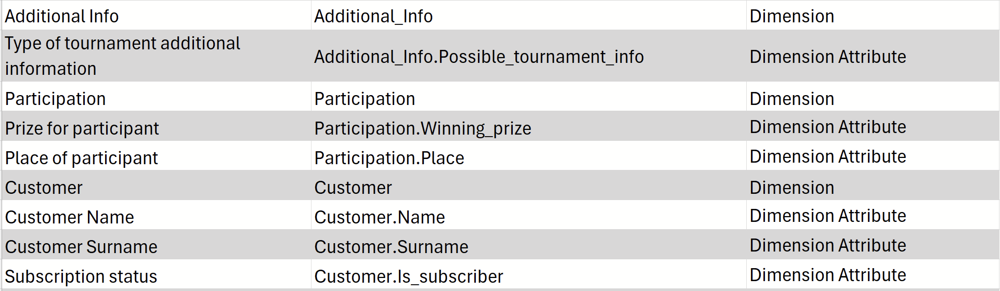 Additional Info Additional_Info Dimension
Type of tournament additional
information Additional_Info.Possible_tournament_info Dimension Attribute
Participation Participation Dimension
Prize for participant Participation.Winning_prize Dimension Attribute
Place of participant Participation.Place Dimension Attribute
Customer Customer Dimension
Customer Name Customer.Name Dimension Attribute
Customer Surname Customer.Surname Dimension Attribute
Subscription status Customer.Is_subscriber Dimension Attribute